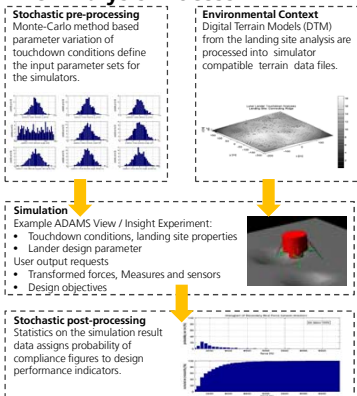 Stochastic pre-processing
Monte-Carlo method based
parameter variation of
touchdown conditions define
the input parameter sets for
the simulators.
Environmental Context
Digital Terrain Models (DTM)
from the landing site analysis are
processed into simulator
compatible terrain data files.
Simulation
Example ADAMS View / Insight Experiment:
• Touchdown conditions, landing site properties
• Lander design parameter
User output requests
• Transformed forces, Measures and sensors
• Design objectives
Stochastic post-processing
Statistics on the simulation result
data assigns probability of
compliance figures to design
performance indicators.